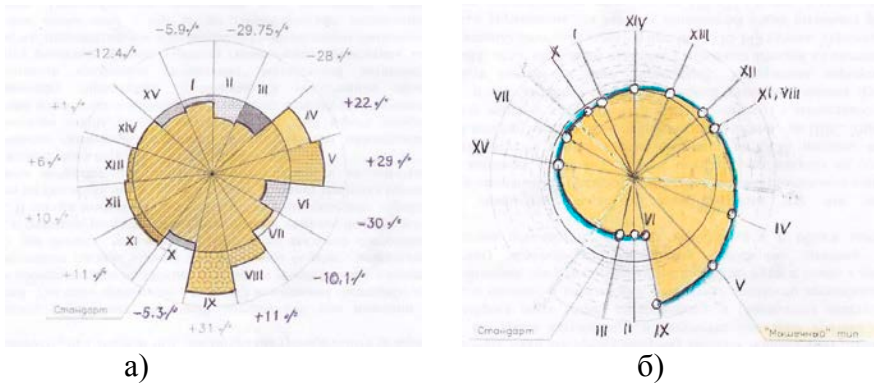 -5.9% -29.75%
-12.4% -28%
I II III
XV IV
+1% +22%
XIV
+6% XIII V +29%
XII VI
+10% -30%
XI VII
X VIII
+11% IX -10,1%
Стандарт
-5.3% +11%
+31%
а)
XIV
I XIII
X XII
VII XI, VIII
XV
VI IV
V
Стандарт III II IX
тип
б)